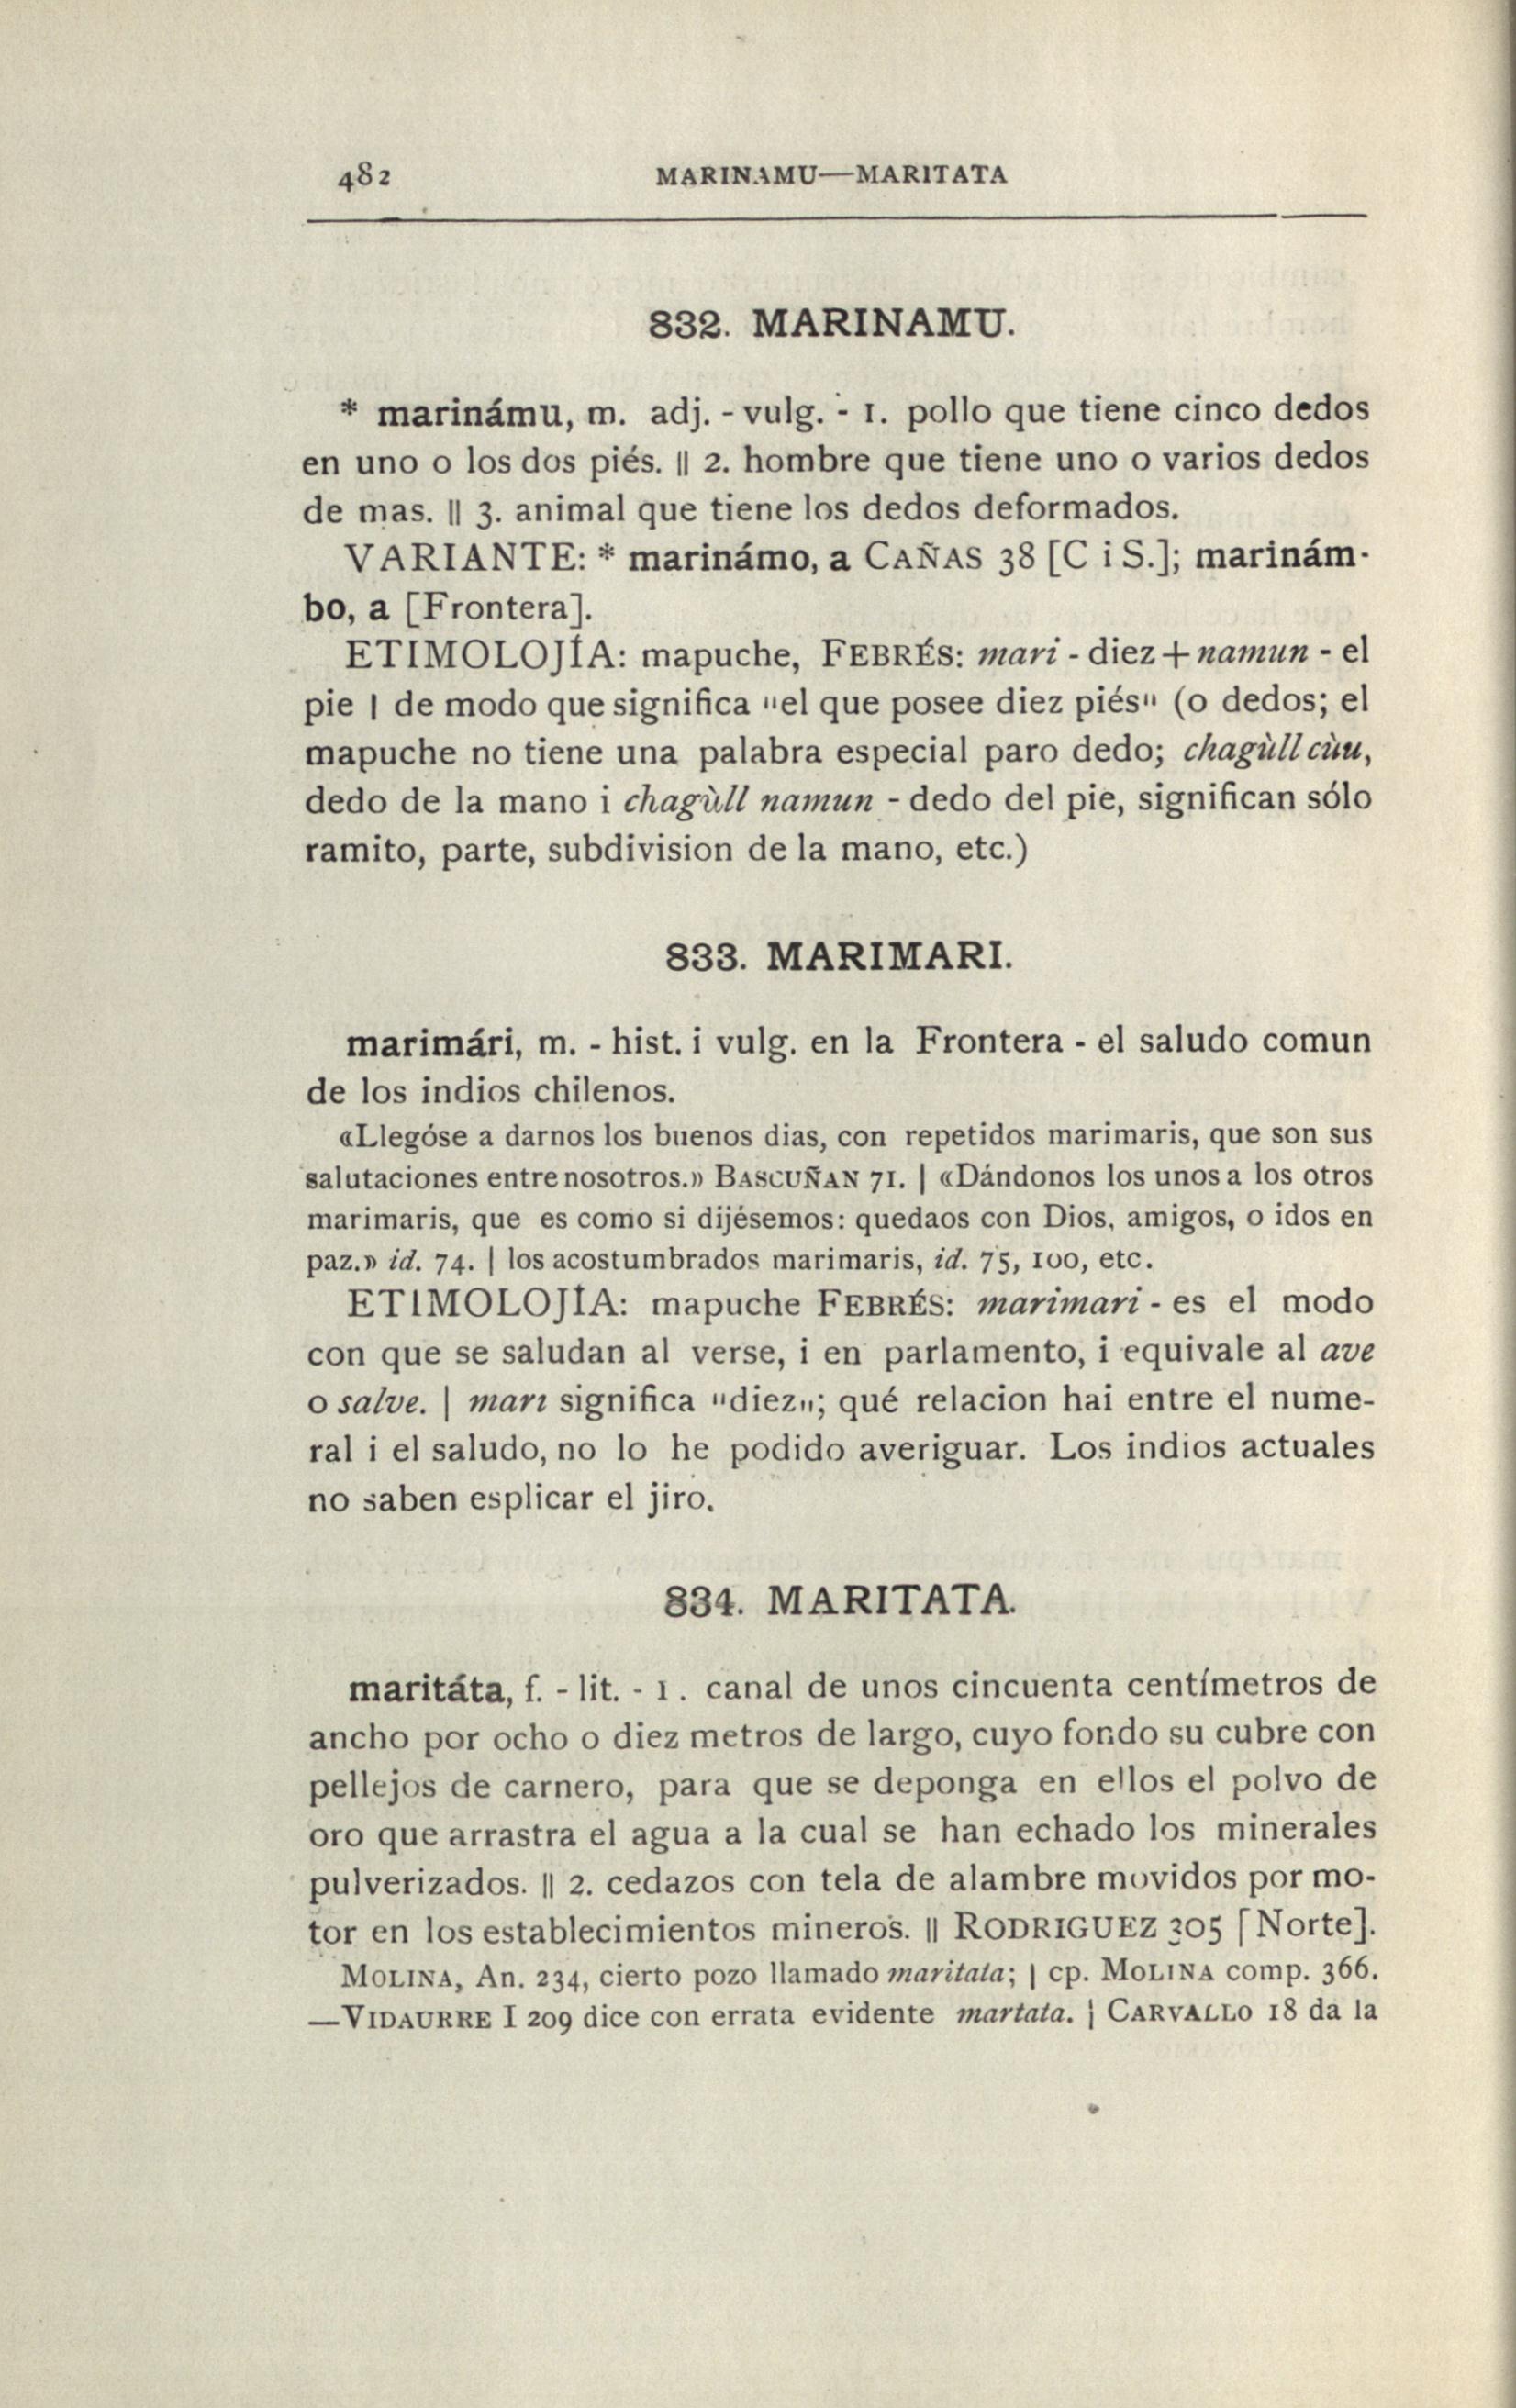 482 MARINAMU—MARITATA
832. MARINAMU.
* marinámu, m. adj. - vulg. - 1. pollo que tiene cinco dedos
en uno o los dos piés. || 2. hombre que tiene uno o varios dedos
de mas. || 3. animal que tiene los dedos deformados.
VARIANTE: * marinámo, a CAÑAS 38 [C i S.]; marinám-
bo, a [Frontera].
ETIMOLOJÍA: mapuche, FEBRÉS: mari - diez + namun - el
pie | de modo que significa "el que posee diez piés" (o dedos; el
mapuche no tiene una palabra especial paro dedo; chagùll cùu,
dedo de la mano i chagùll namun - dedo del pie, significan sólo
ramito, parte, subdivision de la mano, etc.)
833. MARIMARI.
marimári, m. - hist. i vulg. en la Frontera - el saludo comun
de los indios chilenos.
«Llegóse a darnos los buenos dias, con repetidos marimaris, que son sus
salutaciones entre nosotros.» BASCUÑAN 71. | «Dándonos los unos a los otros
marimaris, que es como si dijésemos: quedaos con Dios, amigos, o idos en
paz.» id. 74. | los acostumbrados marimaris, id. 75, 100, etc.
ETIMOLOJÍA: mapuche FEBRÉS: marimari - es el modo
con que se saludan al verse, i en parlamento, i equivale al ave
o salve. | mari significa "diez"; qué relacion hai entre el nume-
ral i el saludo, no lo he podido averiguar. Los indios actuales
no saben esplicar el jiro.
834. MARITATA.
maritáta, f. - lit. - 1. canal de unos cincuenta centímetros de
ancho por ocho o diez metros de largo, cuyo fondo su cubre con
pellejos de carnero, para que se deponga en ellos el polvo de
oro que arrastra el agua a la cual se han echado los minerales
pulverizados. || 2. cedazos con tela de alambre movidos por mo-
tor en los establecimientos mineros. || RODRIGUEZ 305 [Norte].
MOLINA, An. 234, cierto pozo llamado maritata; | cp. MOLINA comp. 366.
—VIDAURRE I 209 dice con errata evidente martata. | CARVALLO 18 da la